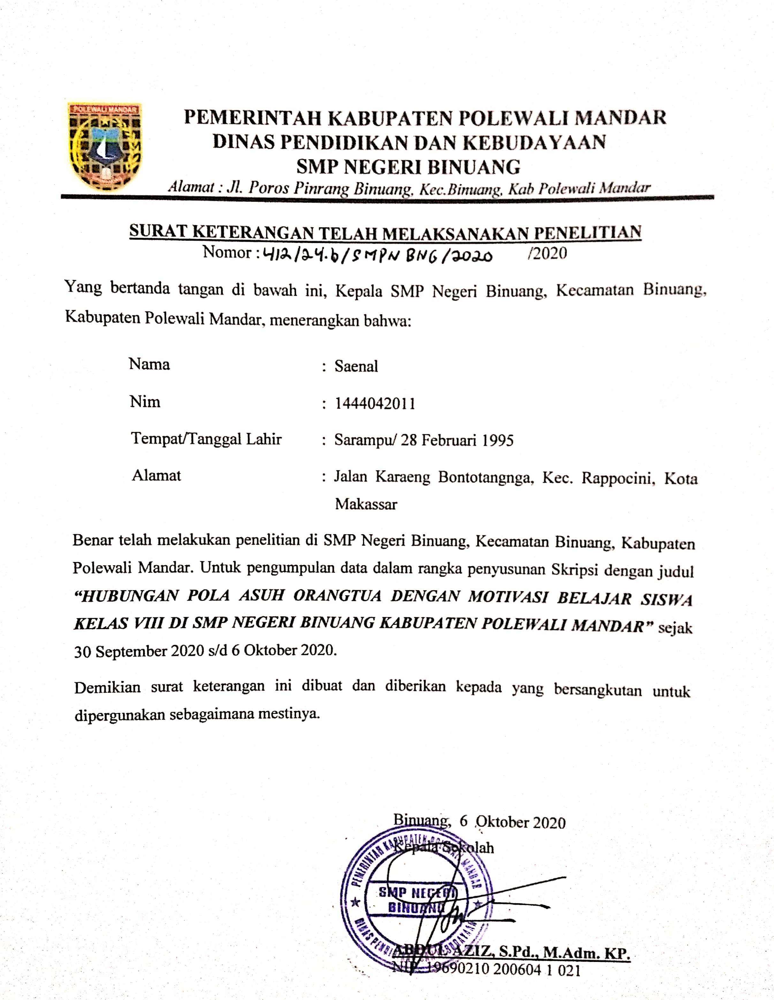 POLEWALI MANDAR
PEMERINTAH KABUPATEN POLEWALI MANDAR
DINAS PENDIDIKAN DAN KEBUDAYAAN
SMP NEGERI BINUANG
Alamat : Jl. Poros Pinrang Binuang, Kec.Binuang, Kab Polewali Mandar
SURAT KETERANGAN TELAH MELAKSANAKAN PENELITIAN
Nomor : 412/24.b/SMPN BNG/2020 /2020
Yang bertanda tangan di bawah ini, Kepala SMP Negeri Binuang, Kecamatan Binuang,
Kabupaten Polewali Mandar, menerangkan bahwa:
Nama : Saenal
Nim : 1444042011
Tempat/Tanggal Lahir : Sarampu/ 28 Februari 1995
Alamat : Jalan Karaeng Bontotangnga, Kec. Rappocini, Kota
Makassar
Benar telah melakukan penelitian di SMP Negeri Binuang, Kecamatan Binuang, Kabupaten
Polewali Mandar. Untuk pengumpulan data dalam rangka penyusunan Skripsi dengan judul
“HUBUNGAN POLA ASUH ORANGTUA DENGAN MOTIVASI BELAJAR SISWA
KELAS VIII DI SMP NEGERI BINUANG KABUPATEN POLEWALI MANDAR” sejak
30 September 2020 s/d 6 Oktober 2020.
Demikian surat keterangan ini dibuat dan diberikan kepada yang bersangkutan untuk
dipergunakan sebagaimana mestinya.
Binuang, 6 Oktober 2020
Kepala Sekolah
PEMERINTAH KABUPATEN POLEWALI MANDAR
SMP NEGERI
BINUANG
DINAS PENDIDIKAN DAN KEBUDAYAAN
ABDUL AZIZ, S.Pd., M.Adm. KP.
NIP. 19690210 200604 1 021